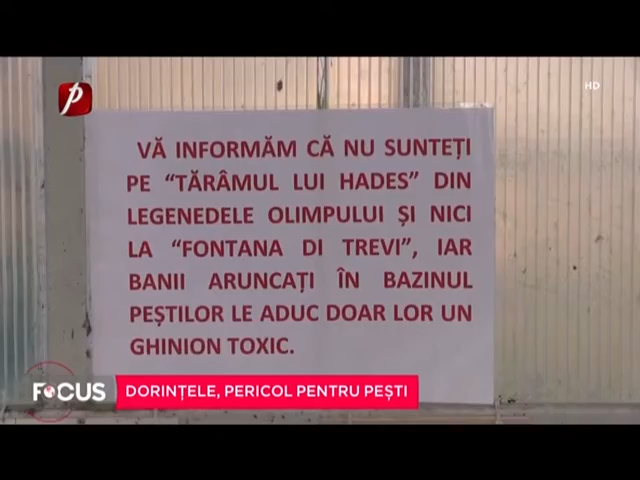 p
HD
VĂ INFORMĂM CĂ NU SUNTEȚI
PE “TĂRÂMUL LUI HADES” DIN
LEGENEDELE OLIMPULUI ȘI NICI
LA “FONTANA DI TREVI”, IAR
BANII ARUNCAȚI ÎN BAZINUL
PEȘTILOR LE ADUC DOAR LOR UN
GHINION TOXIC.
FOCUS
DORINȚELE, PERICOL PENTRU PEȘTI